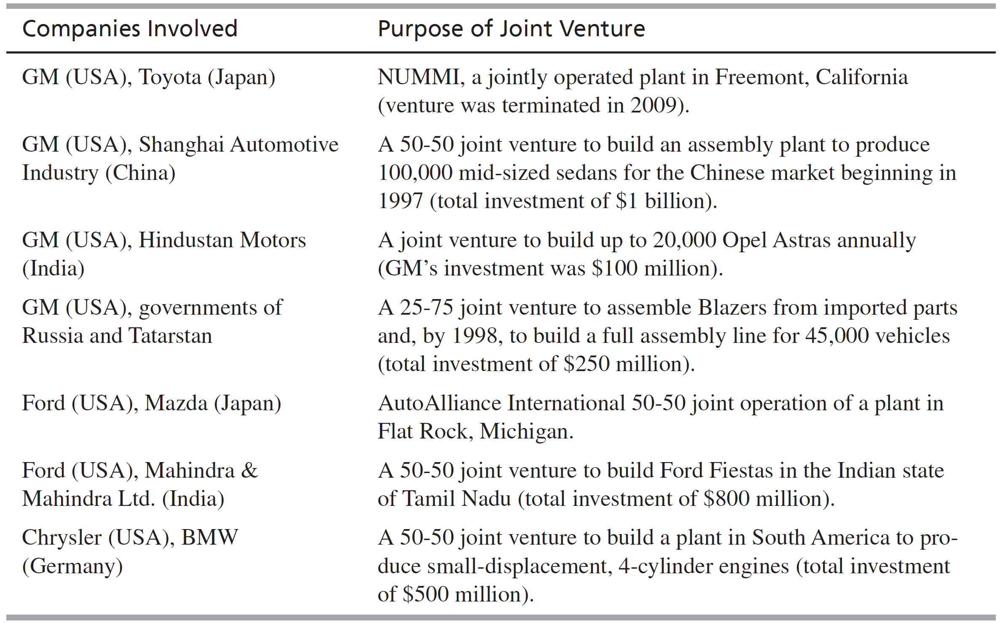 Companies Involved
Purpose of Joint Venture
GM (USA), Toyota (Japan)
NUMMI, a jointly operated plant in Freemont, California
(venture was terminated in 2009).
GM (USA), Shanghai Automotive
Industry (China)
A 50-50 joint venture to build an assembly plant to produce
100,000 mid-sized sedans for the Chinese market beginning in
1997 (total investment of $1 billion).
GM (USA), Hindustan Motors
(India)
A joint venture to build up to 20,000 Opel Astras annually
(GM’s investment was $100 million).
GM (USA), governments of
Russia and Tatarstan
A 25-75 joint venture to assemble Blazers from imported parts
and, by 1998, to build a full assembly line for 45,000 vehicles
(total investment of $250 million).
Ford (USA), Mazda (Japan)
AutoAlliance International 50-50 joint operation of a plant in
Flat Rock, Michigan.
Ford (USA), Mahindra &
Mahindra Ltd. (India)
A 50-50 joint venture to build Ford Fiestas in the Indian state
of Tamil Nadu (total investment of $800 million).
Chrysler (USA), BMW
(Germany)
A 50-50 joint venture to build a plant in South America to pro-
duce small-displacement, 4-cylinder engines (total investment
of $500 million).